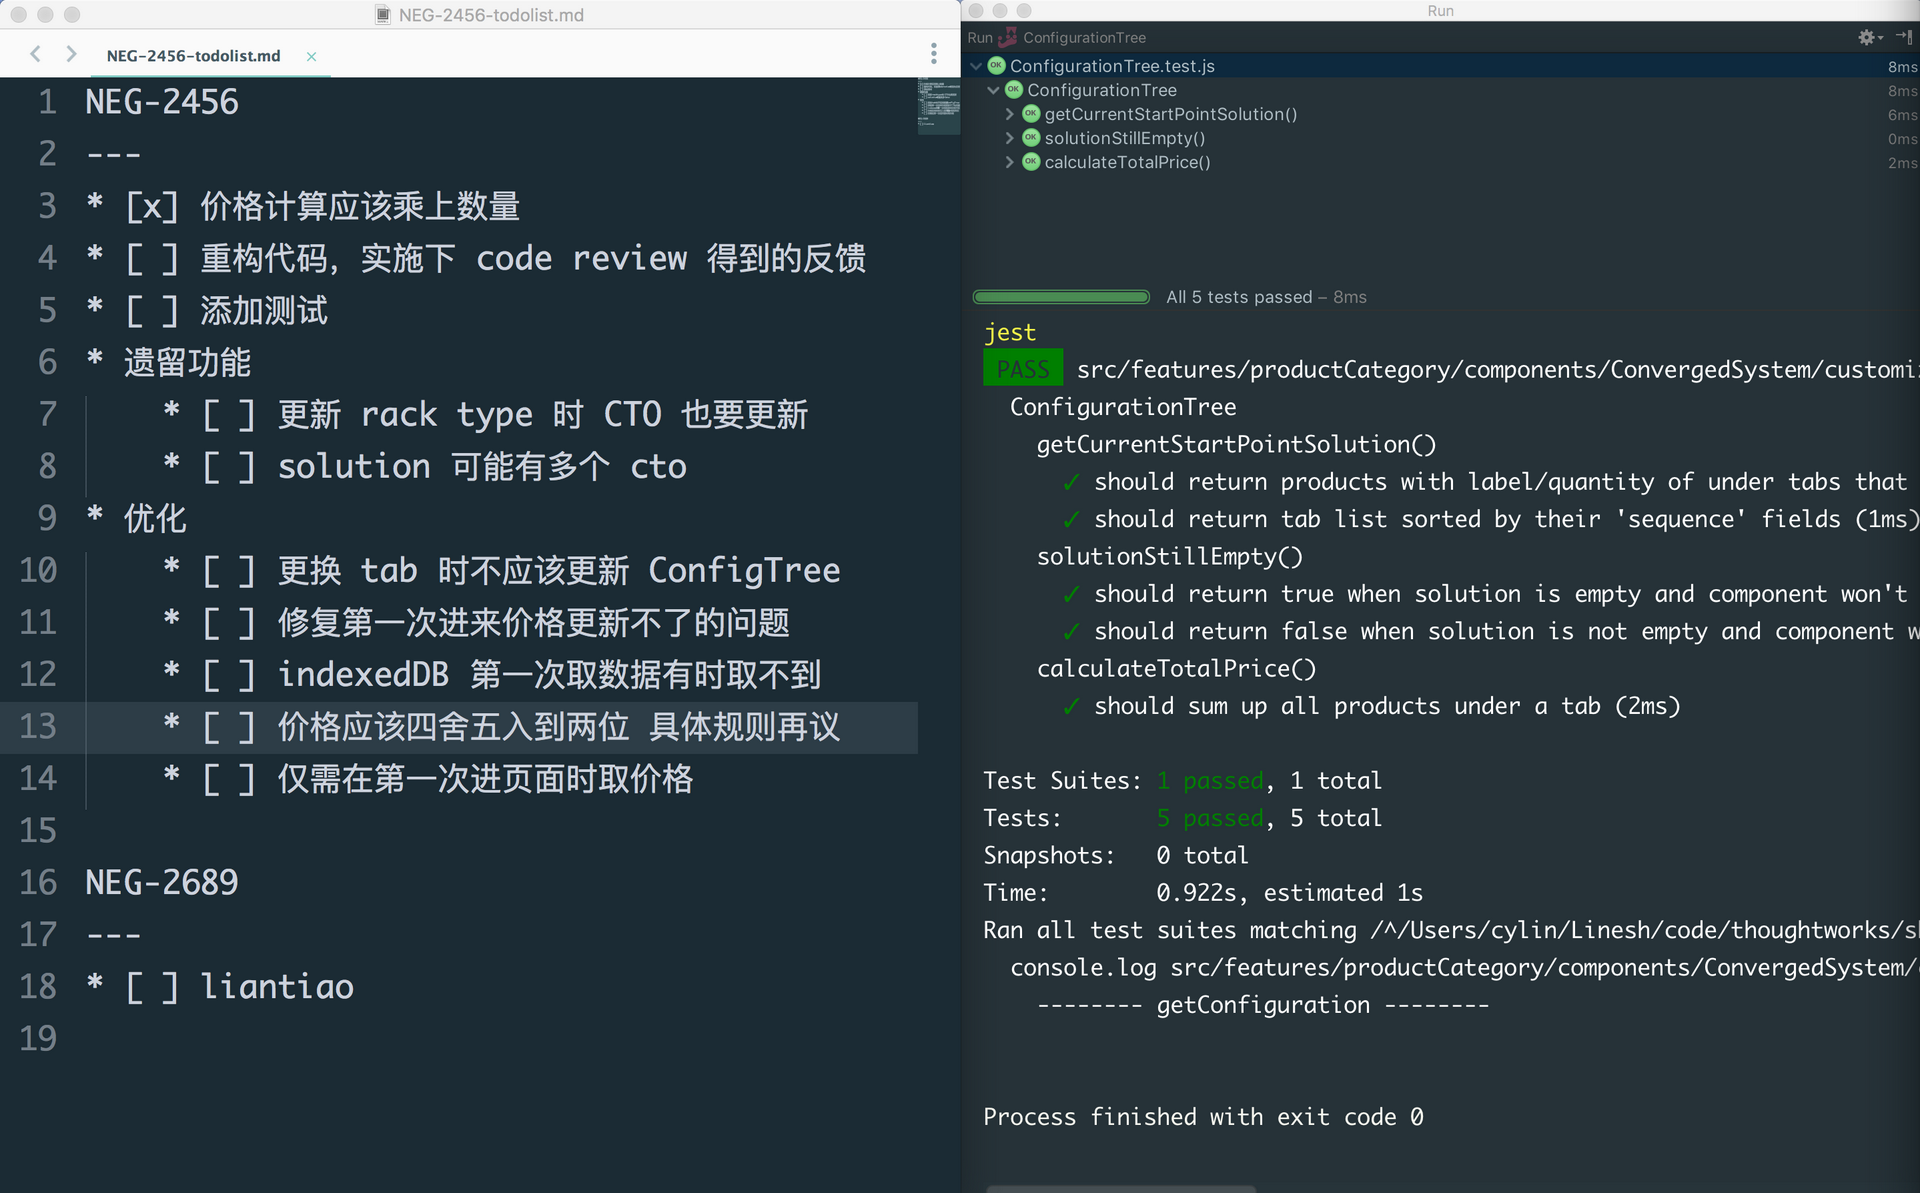 NEG-2456-todolist.md
NEG-2456-todolist.md ×
1 NEG-2456
2 ---
3 * [x] 价格计算应该乘上数量
4 * [ ] 重构代码，实施下 code review 得到的反馈
5 * [ ] 添加测试
6 * 遗留功能
7 * [ ] 更新 rack type 时 CTO 也要更新
8 * [ ] solution 可能有多个 cto
9 * 优化
10 * [ ] 更换 tab 时不应该更新 ConfigTree
11 * [ ] 修复第一次进来价格更新不了的问题
12 * [ ] indexedDB 第一次取数据有时取不到
13 * [ ] 价格应该四舍五入到两位 具体规则再议
14 * [ ] 仅需在第一次进页面时取价格
15
16 NEG-2689
17 ---
18 * [ ] liantiao
19
Run
Run ConfigurationTree
OK ConfigurationTree.test.js 8ms
OK ConfigurationTree 8ms
OK getCurrentStartPointSolution() 6ms
OK solutionStillEmpty() 0ms
OK calculateTotalPrice() 2ms
All 5 tests passed – 8ms
jest
PASS src/features/productCategory/components/ConvergedSystem/customi
ConfigurationTree
getCurrentStartPointSolution()
✓ should return products with label/quantity of under tabs that
✓ should return tab list sorted by their 'sequence' fields (1ms)
solutionStillEmpty()
✓ should return true when solution is empty and component won't
✓ should return false when solution is not empty and component w
calculateTotalPrice()
✓ should sum up all products under a tab (2ms)
Test Suites: 1 passed, 1 total
Tests: 5 passed, 5 total
Snapshots: 0 total
Time: 0.922s, estimated 1s
Ran all test suites matching /^/Users/cylin/Linesh/code/thoughtworks/s
console.log src/features/productCategory/components/ConvergedSystem/
-------- getConfiguration --------
Process finished with exit code 0